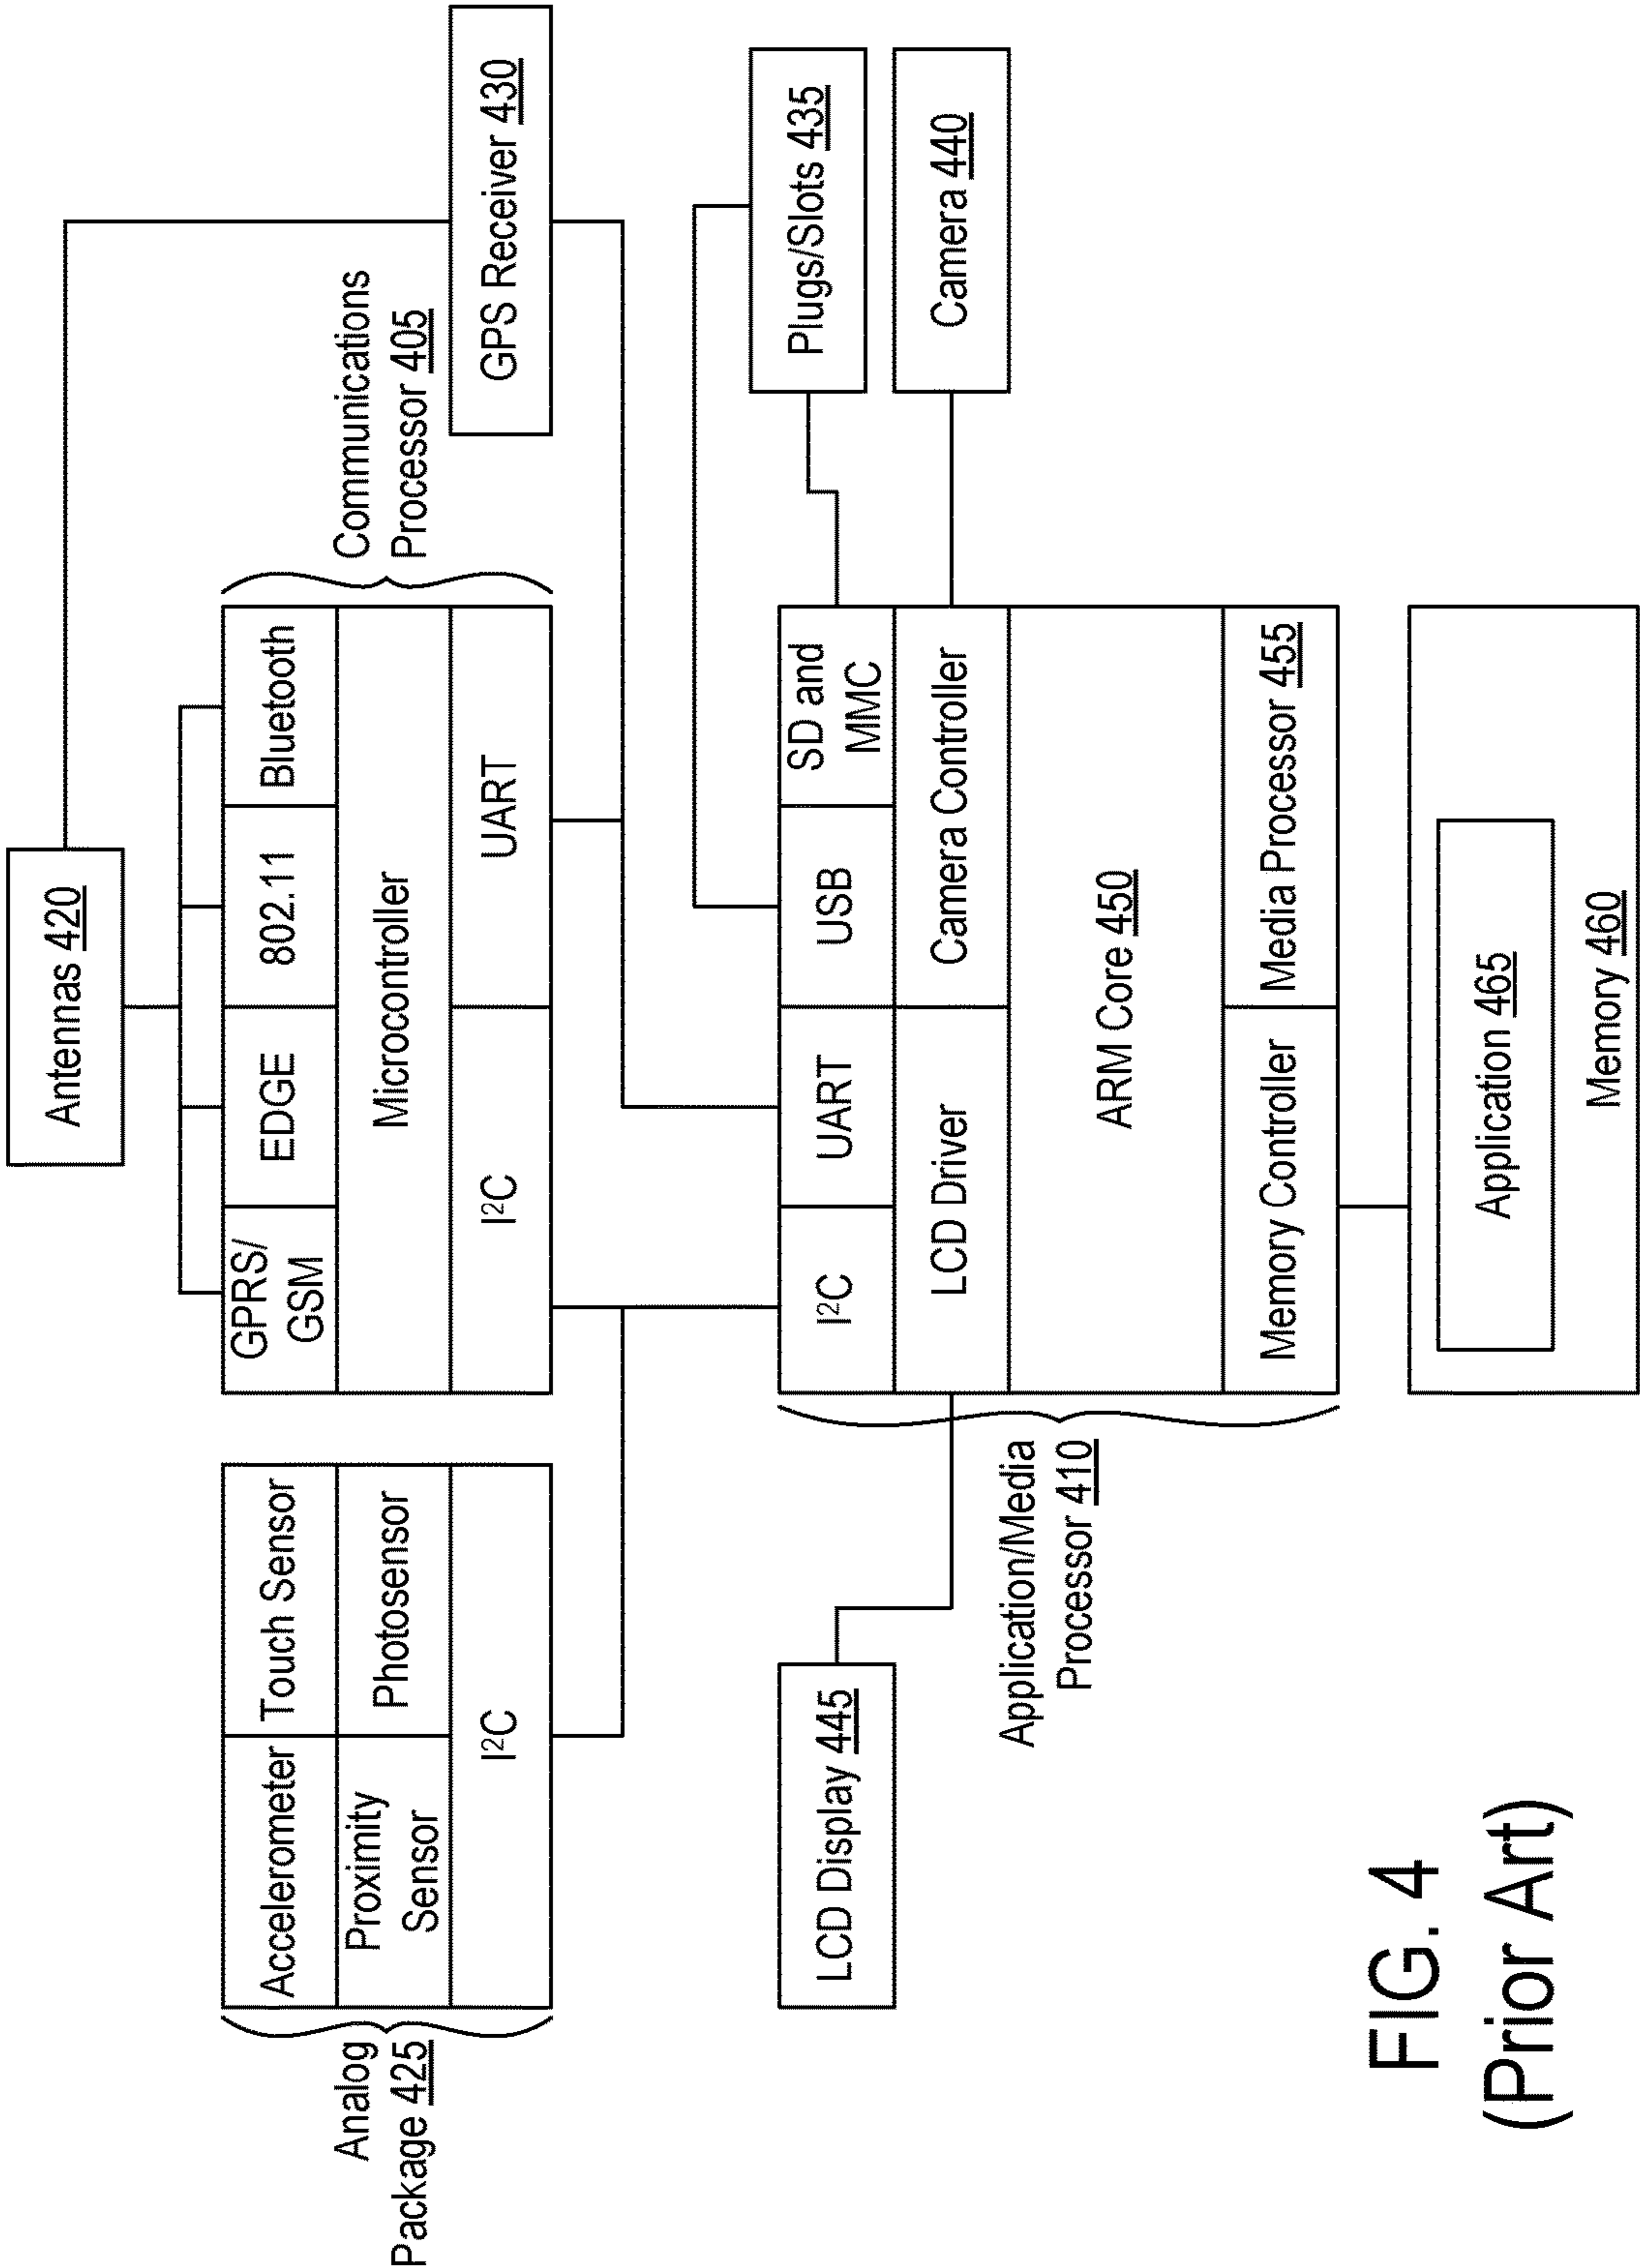 Antennas 420
Accelerometer
Touch Sensor
Proximity
Sensor
Photosensor
I²C
Analog
Package 425
GPRS/
GSM
EDGE
802.11
Bluetooth
Microcontroller
I²C
UART
Communications
Processor 405
GPS Receiver 430
LCD Display 445
I²C
UART
USB
SD and
MMC
LCD Driver
Camera Controller
ARM Core 450
Memory Controller
Media Processor 455
Application/Media
Processor 410
Plugs/Slots 435
Camera 440
Application 465
Memory 460
FIG. 4
(Prior Art)